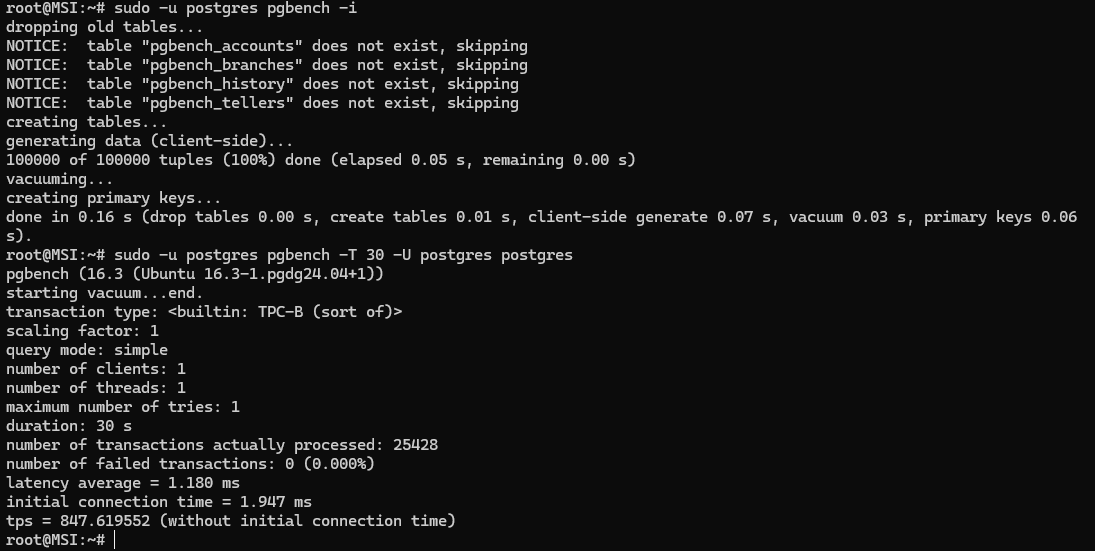 root@MSI:~# sudo -u postgres pgbench -i
dropping old tables...
NOTICE:  table "pgbench_accounts" does not exist, skipping
NOTICE:  table "pgbench_branches" does not exist, skipping
NOTICE:  table "pgbench_history" does not exist, skipping
NOTICE:  table "pgbench_tellers" does not exist, skipping
creating tables...
generating data (client-side)...
100000 of 100000 tuples (100%) done (elapsed 0.05 s, remaining 0.00 s)
vacuuming...
creating primary keys...
done in 0.16 s (drop tables 0.00 s, create tables 0.01 s, client-side generate 0.07 s, vacuum 0.03 s, primary keys 0.06
s).
root@MSI:~# sudo -u postgres pgbench -T 30 -U postgres postgres
pgbench (16.3 (Ubuntu 16.3-1.pgdg24.04+1))
starting vacuum...end.
transaction type: <builtin: TPC-B (sort of)>
scaling factor: 1
query mode: simple
number of clients: 1
number of threads: 1
maximum number of tries: 1
duration: 30 s
number of transactions actually processed: 25428
number of failed transactions: 0 (0.000%)
latency average = 1.180 ms
initial connection time = 1.947 ms
tps = 847.619552 (without initial connection time)
root@MSI:~#